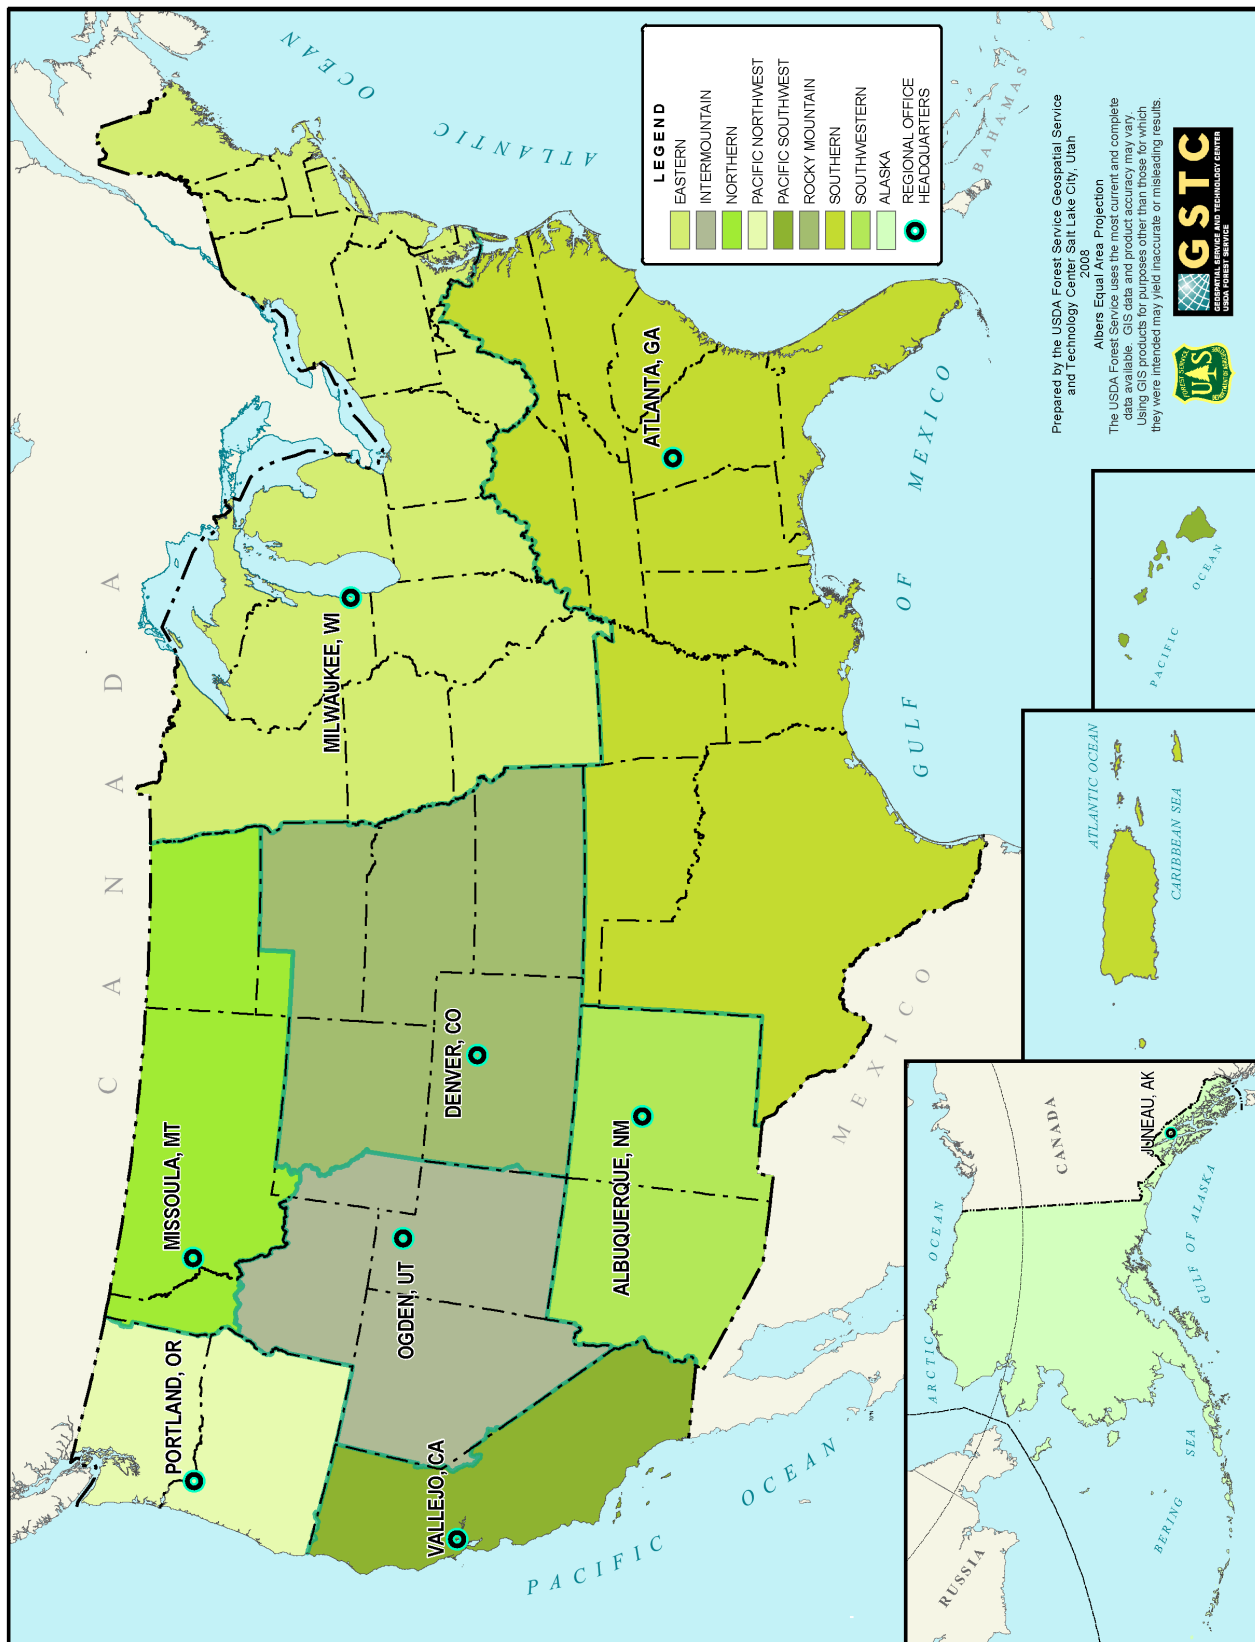 CANADA
PORTLAND, OR
MISSOULA, MT
MILWAUKEE, WI
VALLEJO, CA
OGDEN, UT
DENVER, CO
ALBUQUERQUE, NM
ATLANTA, GA
PACIFIC
OCEAN
MEXICO
GULF OF MEXICO
ATLANTIC
OCEAN
BAHAMAS
LEGEND
EASTERN
INTERMOUNTAIN
NORTHERN
PACIFIC NORTHWEST
PACIFIC SOUTHWEST
ROCKY MOUNTAIN
SOUTHERN
SOUTHWESTERN
ALASKA
REGIONAL OFFICE
HEADQUARTERS
RUSSIA
ARCTIC OCEAN
CANADA
JUNEAU, AK
BERING SEA
GULF OF ALASKA
ATLANTIC OCEAN
CARIBBEAN SEA
PACIFIC
OCEAN
Prepared by the USDA Forest Service Geospatial Service
and Technology Center Salt Lake City, Utah
2008
Albers Equal Area Projection
The USDA Forest Service uses the most current and complete
data available. GIS data and product accuracy may vary.
Using GIS products for purposes other than those for which
they were intended may yield inaccurate or misleading results.
FOREST SERVICE
U S
DEPARTMENT OF AGRICULTURE
GSTC
GEOSPATIAL SERVICE AND TECHNOLOGY CENTER
USDA FOREST SERVICE